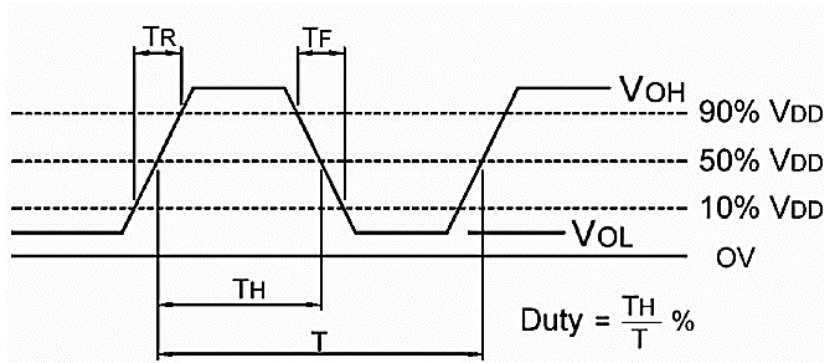 TR TF
VOH
90% VDD
50% VDD
10% VDD
VOL
OV
TH
Duty = TH/T %
T